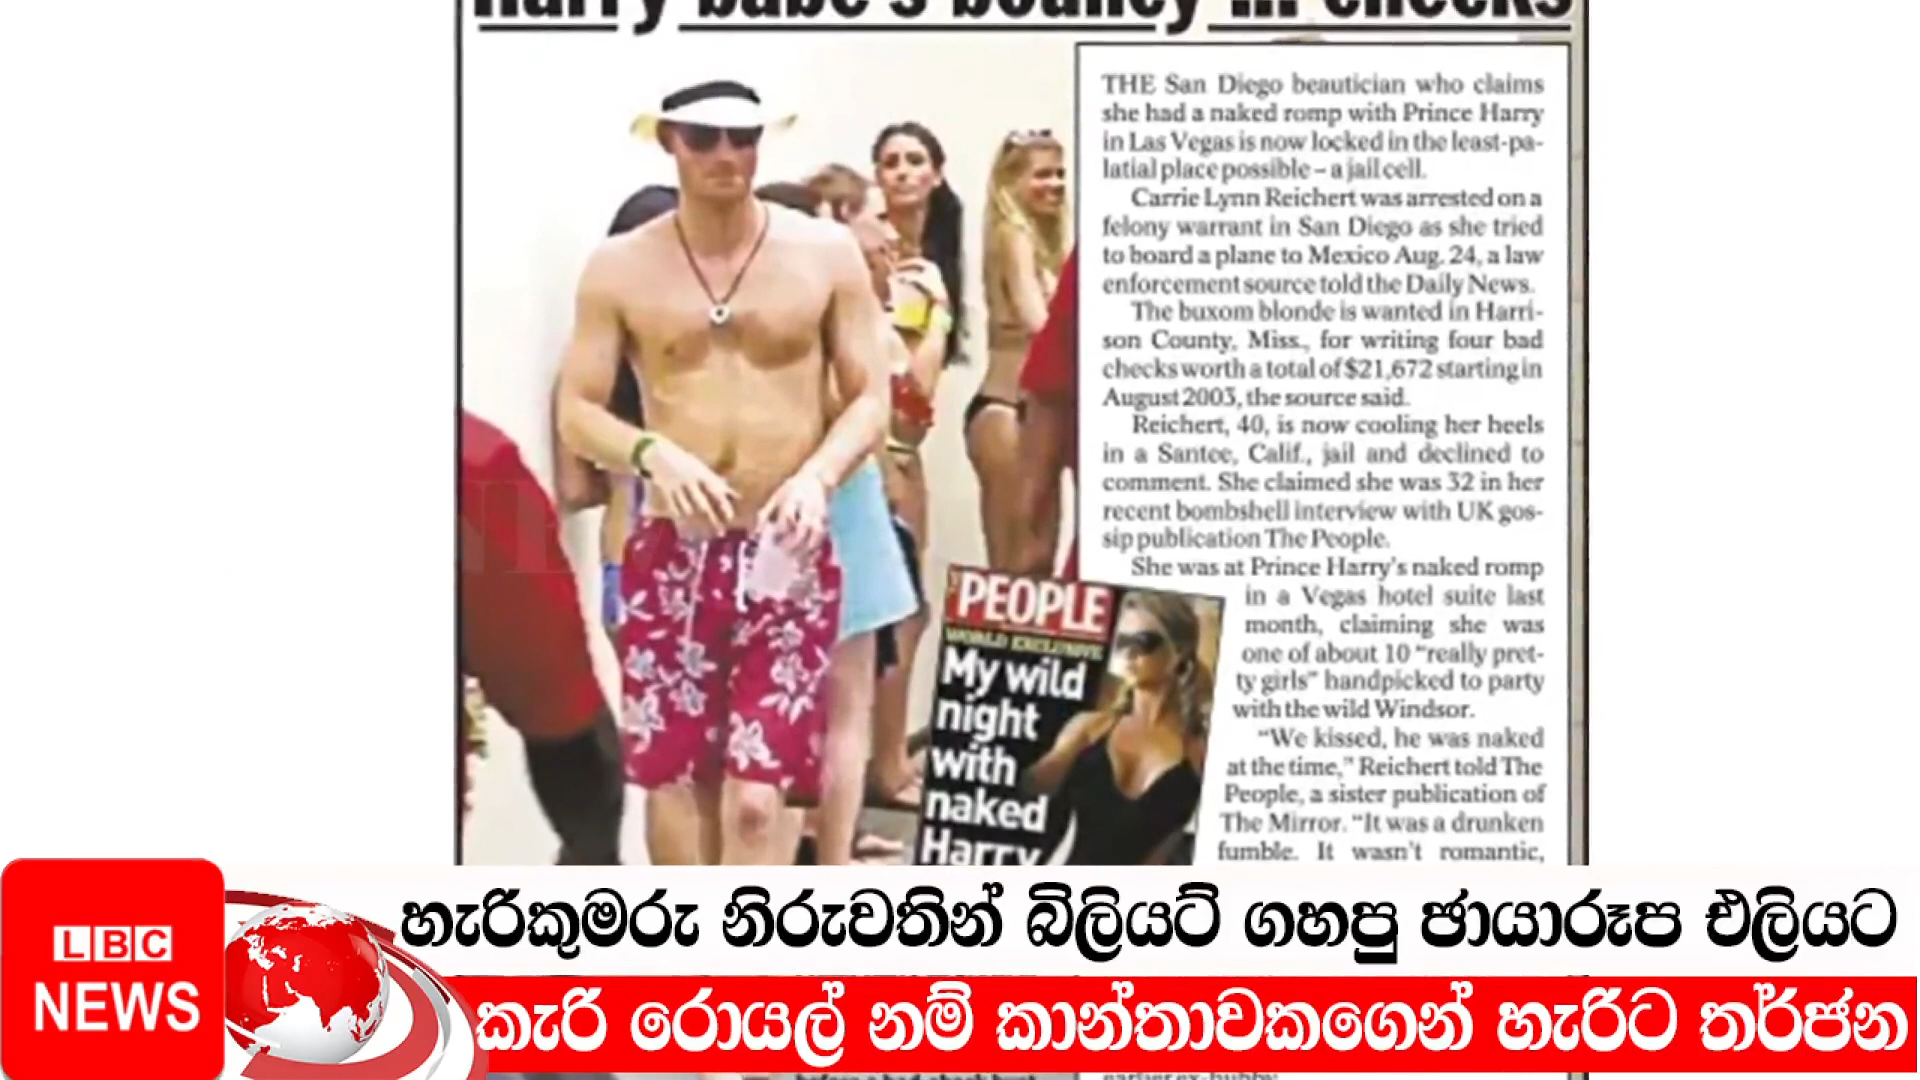 Harry babe's bouncy ... checks
THE San Diego beautician who claims
she had a naked romp with Prince Harry
in Las Vegas is now locked in the least-pa-
latial place possible – a jail cell.
Carrie Lynn Reichert was arrested on a
felony warrant in San Diego as she tried
to board a plane to Mexico Aug. 24, a law
enforcement source told the Daily News.
The buxom blonde is wanted in Harri-
son County, Miss., for writing four bad
checks worth a total of $21,672 starting in
August 2003, the source said.
Reichert, 40, is now cooling her heels
in a Santee, Calif., jail and declined to
comment. She claimed she was 32 in her
recent bombshell interview with UK gos-
sip publication The People.
She was at Prince Harry's naked romp
in a Vegas hotel suite last
month, claiming she was
one of about 10 “really pret-
ty girls” handpicked to party
with the wild Windsor.
“We kissed, he was naked
at the time,” Reichert told The
People, a sister publication of
The Mirror. “It was a drunken
fumble. It wasn't romantic,
PEOPLE
WORLD EXCLUSIVE
My wild
night
with
naked
Harry
LBC
NEWS
හැරිකුමරු නිරුවතින් බිලියට් ගහපු ඡායාරූප එලියට
කැරි රොයල් නම් කාන්තාවකගෙන් හැරිට තර්ජන